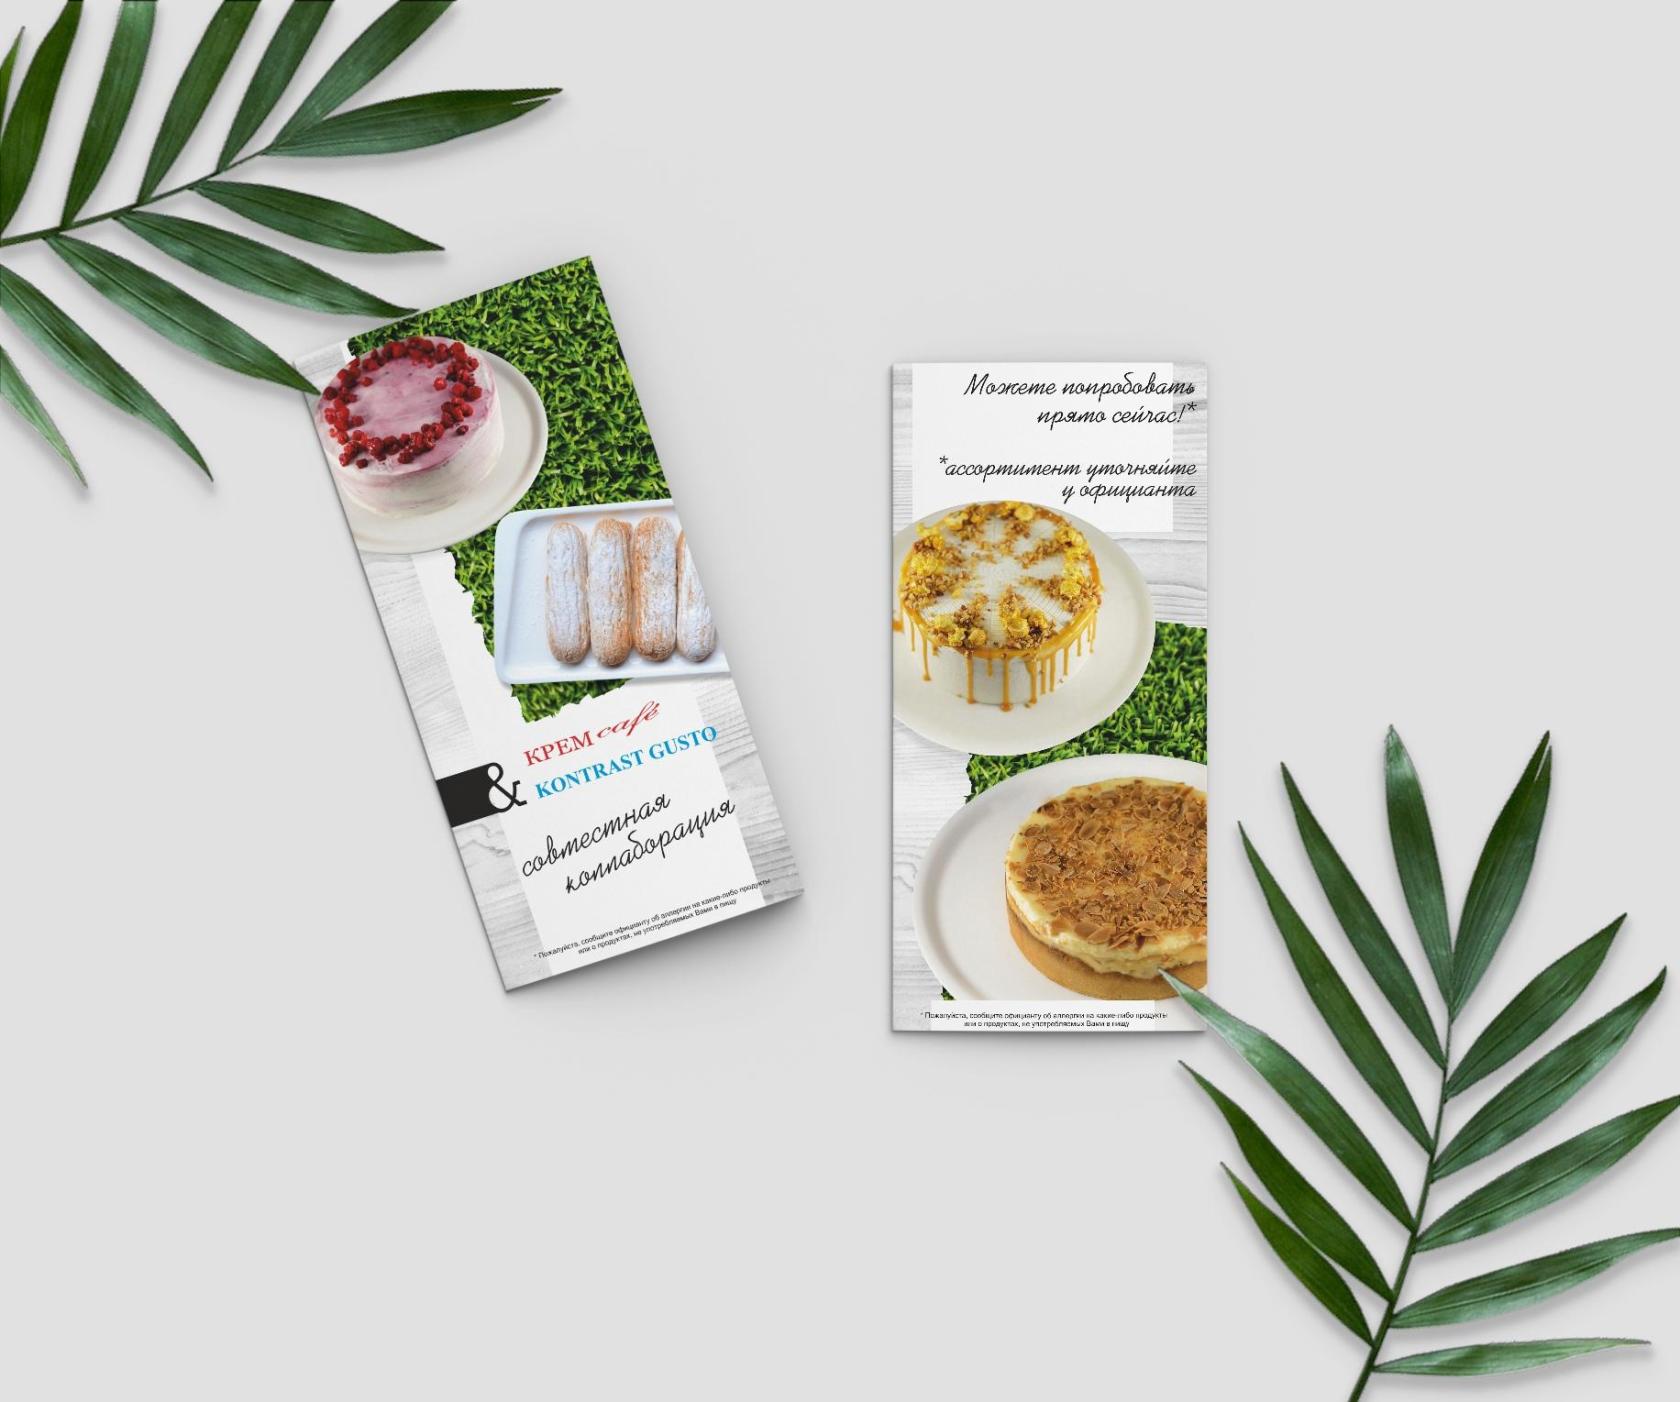 КРЕМ café
& KONTRAST GUSTO
совместная
коллаборация
* Пожалуйста, сообщите официанту об аллергии на какие-либо продукты
или о продуктах, не употребляемых Вами в пищу
Можете попробовать
прямо сейчас!*
*ассортимент уточняйте
у официанта
* Пожалуйста, сообщите официанту об аллергии на какие-либо продукты
или о продуктах, не употребляемых Вами в пищу